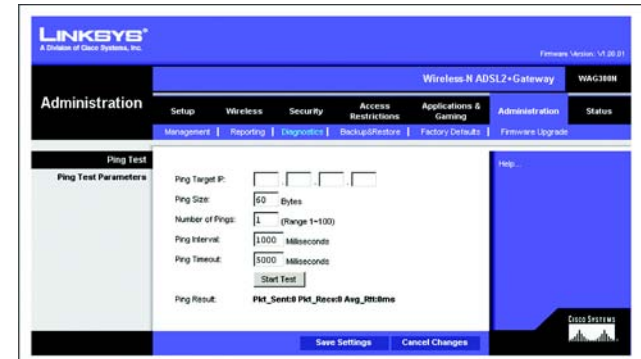 LINKSYS®
A Division of Cisco Systems, Inc.
Firmware Version: V1.00.01
Wireless-N ADSL2+Gateway WAG300N
Administration
Setup Wireless Security Access Restrictions Applications & Gaming Administration Status
Management | Reporting | Diagnostics | Backup&Restore | Factory Defaults | Firmware Upgrade
Ping Test
Ping Test Parameters
Help...
Ping Target IP: . . .
Ping Size: 60 Bytes
Number of Pings: 1 (Range 1~100)
Ping Interval: 1000 Miliseconds
Ping Timeout: 5000 Miliseconds
Start Test
Ping Result: Pkt_Sent:0 Pkt_Recv:0 Avg_Rtt:0ms
Save Settings Cancel Changes
CISCO SYSTEMS